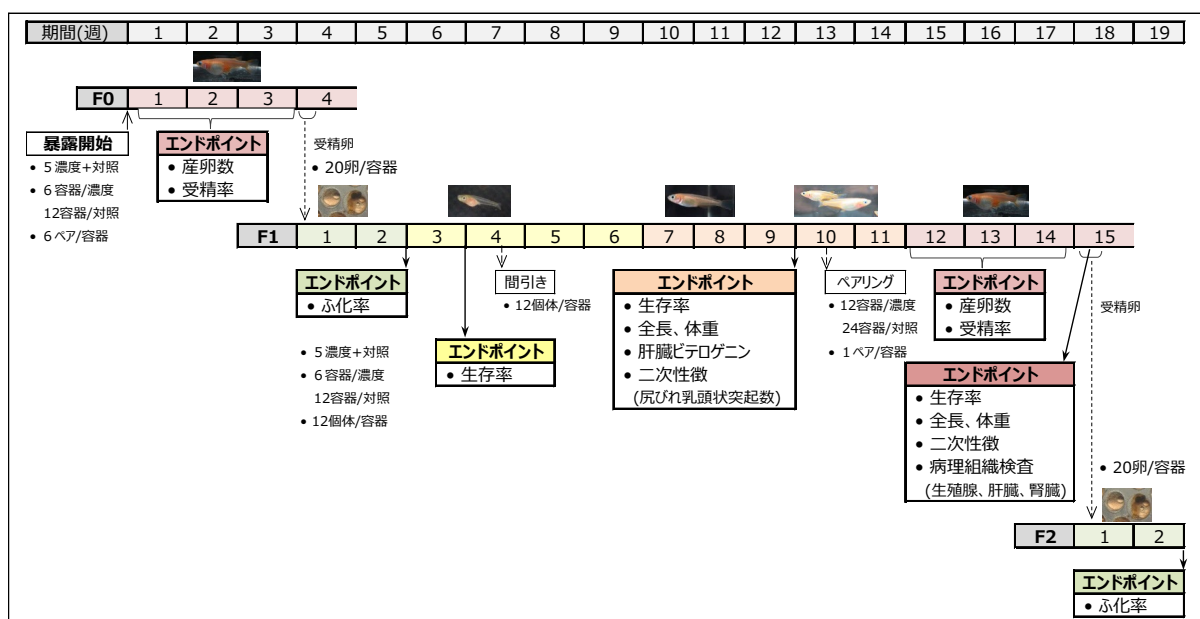 期間(週) 1 2 3 4 5 6 7 8 9 10 11 12 13 14 15 16 17 18 19
F0 1 2 3 4
暴露開始
• 5濃度+対照
• 6容器/濃度
12容器/対照
• 6ペア/容器
エンドポイント
• 産卵数
• 受精率
受精卵
• 20卵/容器
F1 1 2 3 4 5 6 7 8 9 10 11 12 13 14 15
エンドポイント
• ふ化率
• 5濃度+対照
• 6容器/濃度
12容器/対照
• 12個体/容器
エンドポイント
• 生存率
間引き
• 12個体/容器
エンドポイント
• 生存率
• 全長、体重
• 肝臓ビテロゲニン
• 二次性徴
(尻びれ乳頭状突起数)
ペアリング
• 12容器/濃度
24容器/対照
• 1ペア/容器
エンドポイント
• 産卵数
• 受精率
受精卵
エンドポイント
• 生存率
• 全長、体重
• 二次性徴
• 病理組織検査
(生殖腺、肝臓、腎臓)
• 20卵/容器
F2 1 2
エンドポイント
• ふ化率